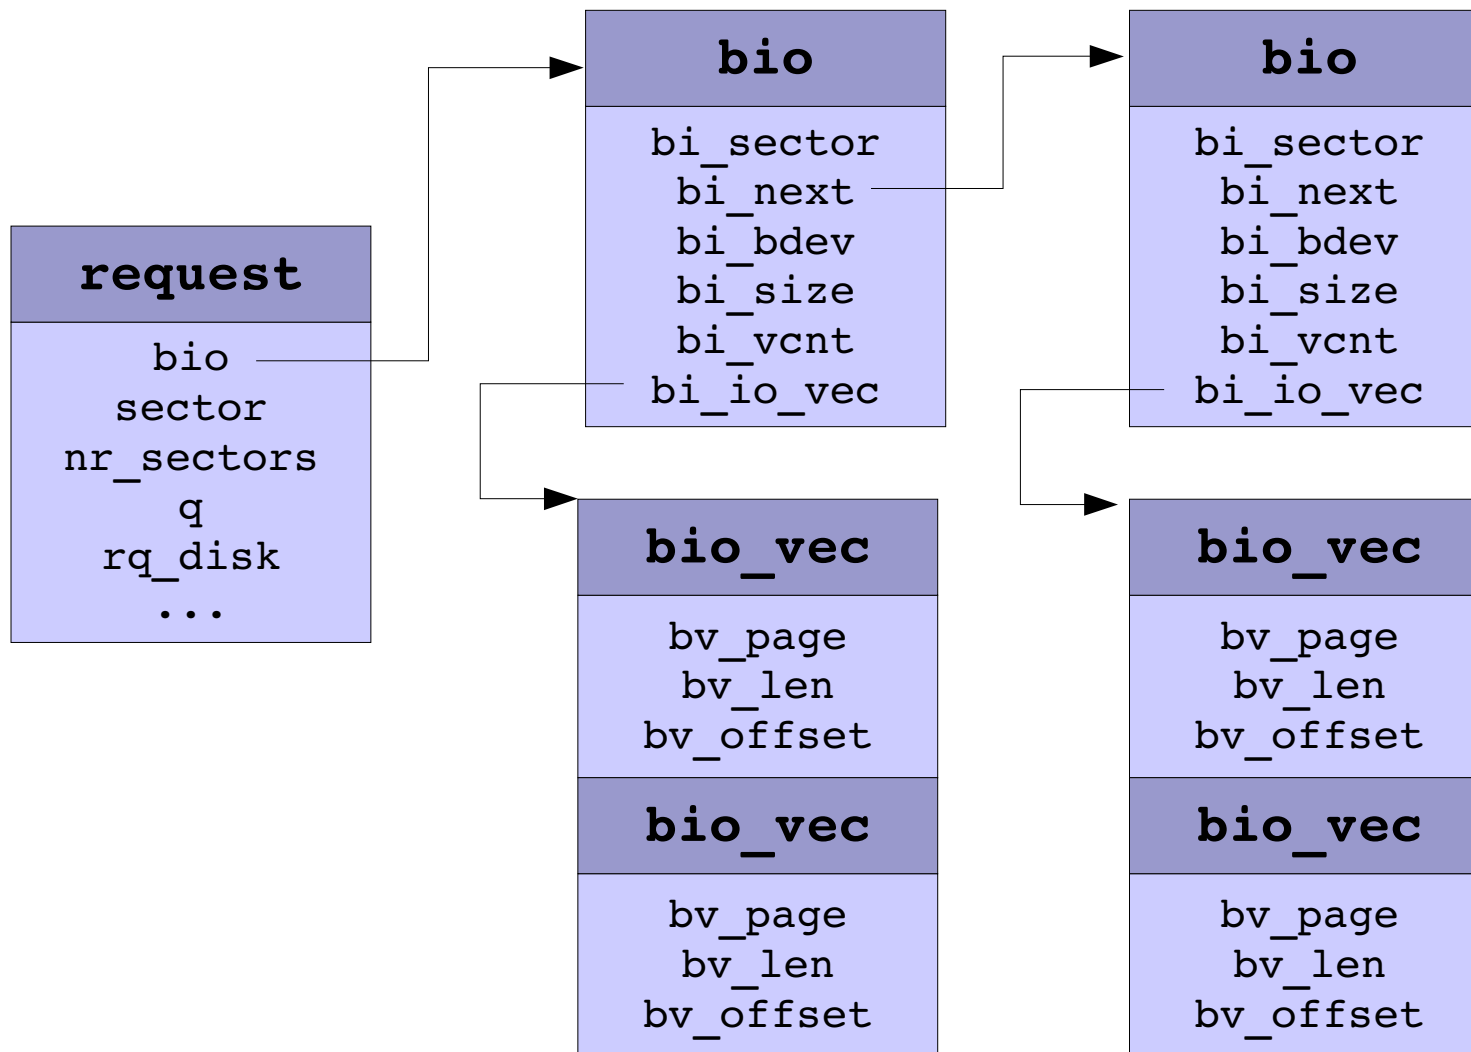 request
bio
sector
nr_sectors
q
rq_disk
...
bio
bi_sector
bi_next
bi_bdev
bi_size
bi_vcnt
bi_io_vec
bio_vec
bv_page
bv_len
bv_offset
bio_vec
bv_page
bv_len
bv_offset
bio
bi_sector
bi_next
bi_bdev
bi_size
bi_vcnt
bi_io_vec
bio_vec
bv_page
bv_len
bv_offset
bio_vec
bv_page
bv_len
bv_offset